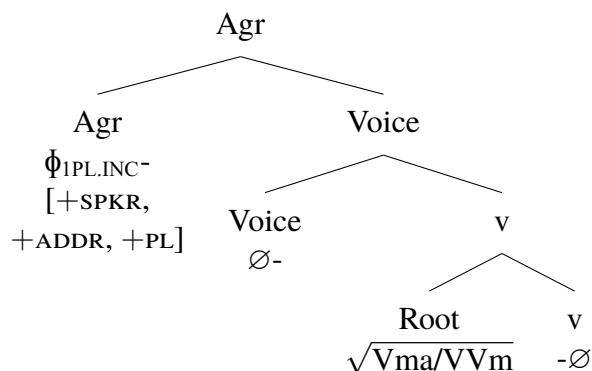 Agr
Agr Voice
ϕ1PL.INC-
[+SPKR,
+ADDR, +PL]
Voice v
∅-
Root v
√Vma/VVm -∅